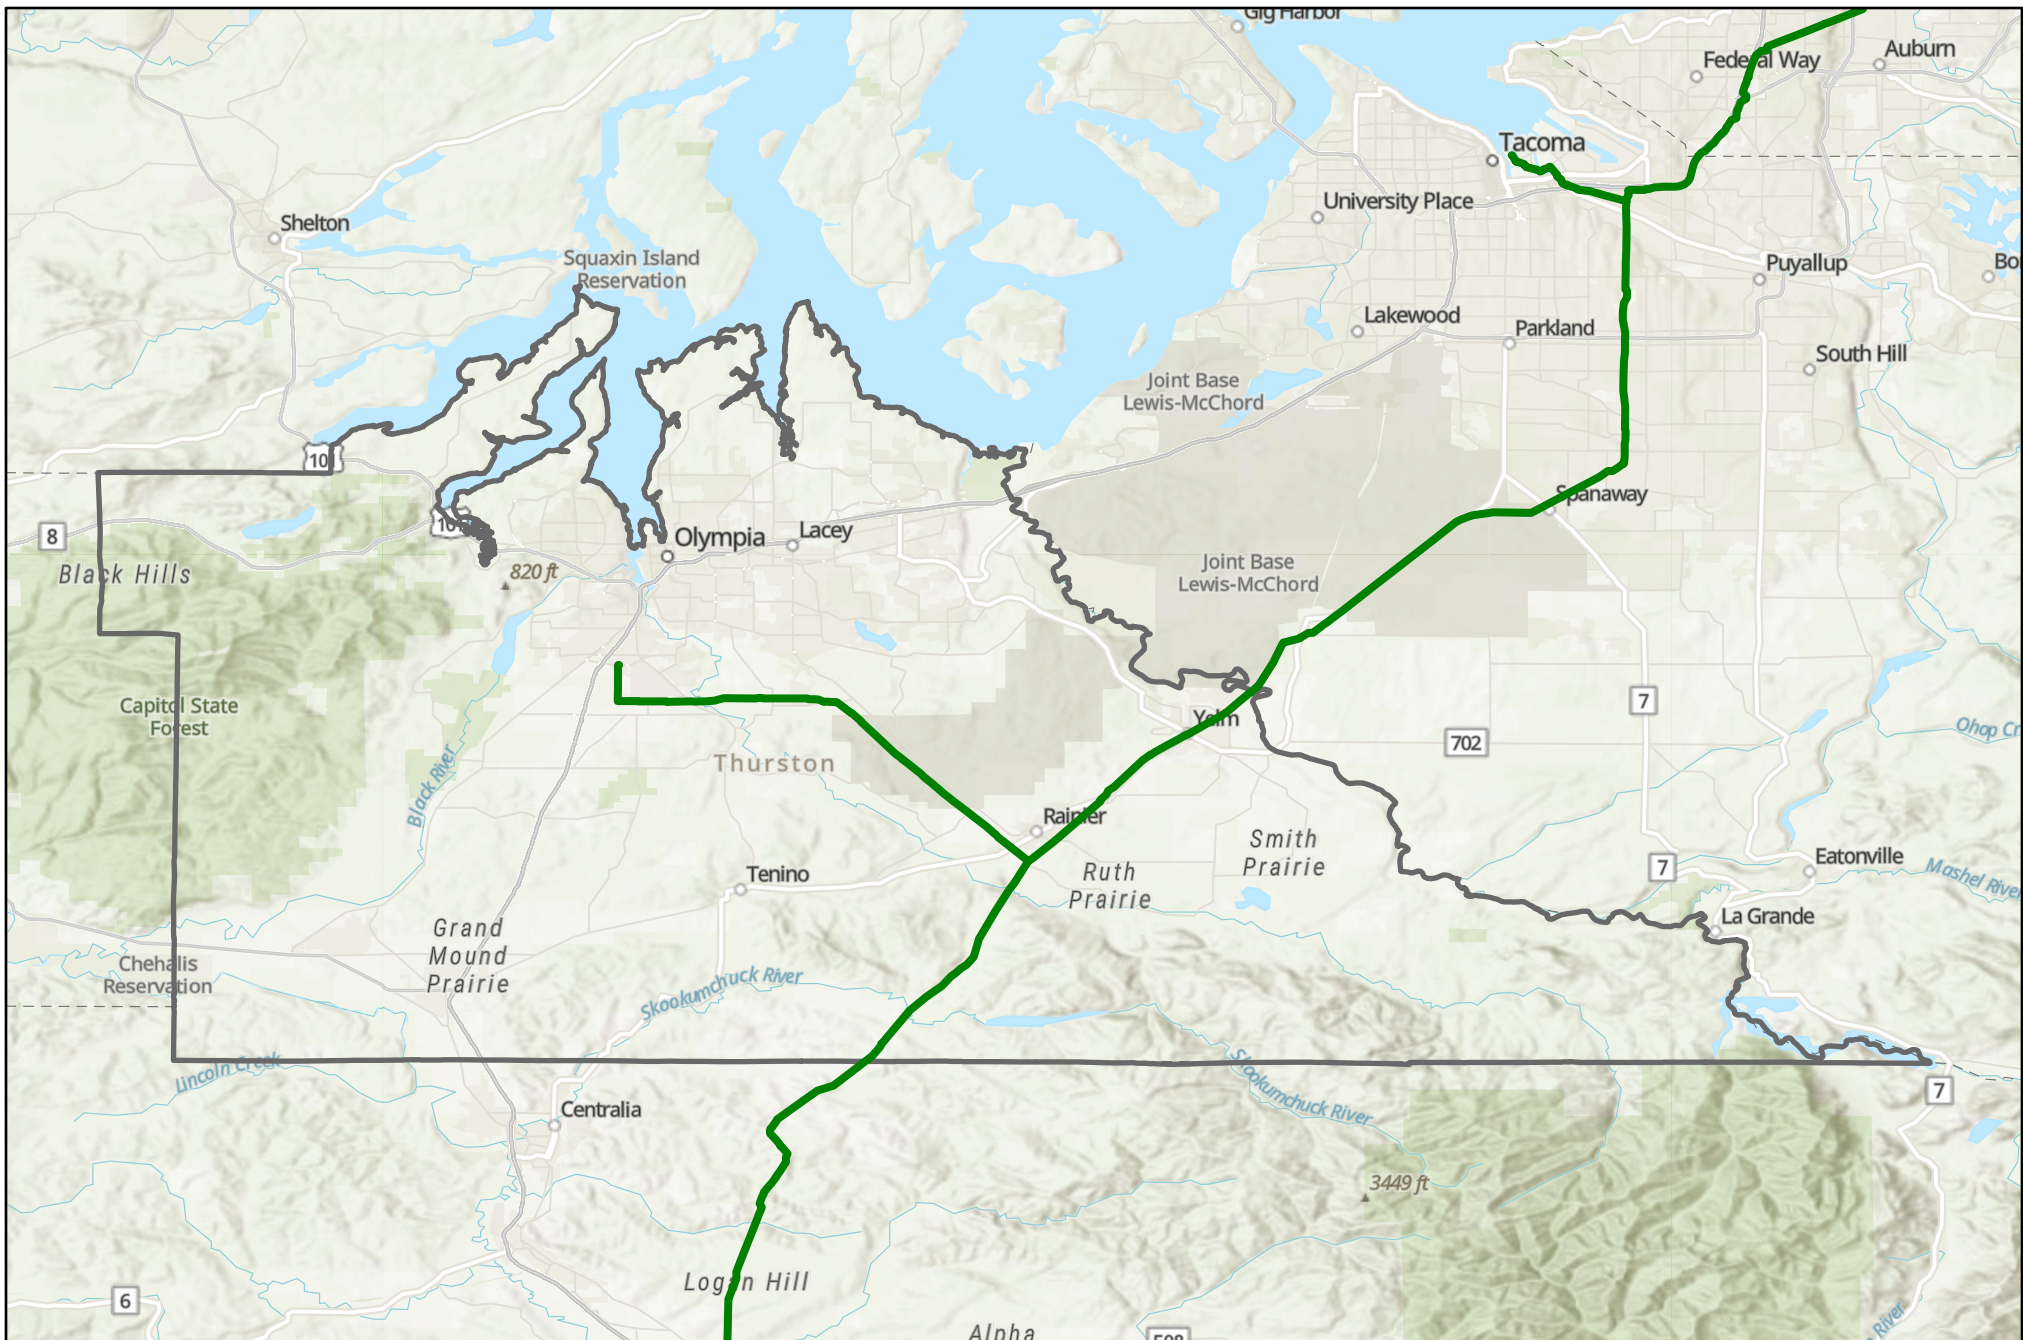 Gig Harbor
Federal Way
Auburn
Tacoma
Shelton
University Place
Squaxin Island
Reservation
Puyallup
Bo
Lakewood
Parkland
South Hill
Joint Base
Lewis-McChord
101
Spanaway
101
8
Olympia
Lacey
Black Hills
820 ft
Joint Base
Lewis-McChord
Capitol State
Forest
7
Yelm
Ohop Cr
702
Thurston
Black River
Rainier
Smith
Prairie
Tenino
Ruth
Prairie
7
Eatonville
Mashel River
La Grande
Grand
Mound
Prairie
Chehalis
Reservation
Skookumchuck River
Lincoln Creek
Skookumchuck River
7
Centralia
3449 ft
Logan Hill
6
River
Alpha
508